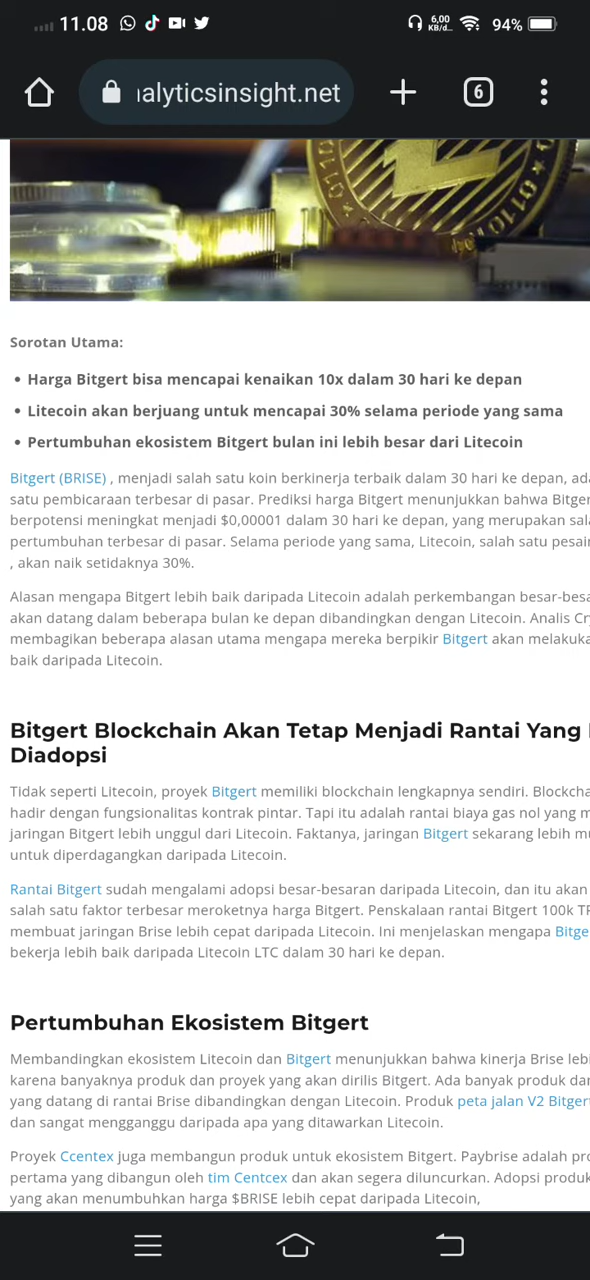 11.08
6,00
KB/d...
94%
alyticsinsight.net
6
Sorotan Utama:
• Harga Bitgert bisa mencapai kenaikan 10x dalam 30 hari ke depan
• Litecoin akan berjuang untuk mencapai 30% selama periode yang sama
• Pertumbuhan ekosistem Bitgert bulan ini lebih besar dari Litecoin
Bitgert (BRISE) , menjadi salah satu koin berkinerja terbaik dalam 30 hari ke depan, ada
satu pembicaraan terbesar di pasar. Prediksi harga Bitgert menunjukkan bahwa Bitger
berpotensi meningkat menjadi $0,00001 dalam 30 hari ke depan, yang merupakan sal
pertumbuhan terbesar di pasar. Selama periode yang sama, Litecoin, salah satu pesai
, akan naik setidaknya 30%.
Alasan mengapa Bitgert lebih baik daripada Litecoin adalah perkembangan besar-besa
akan datang dalam beberapa bulan ke depan dibandingkan dengan Litecoin. Analis Cr
membagikan beberapa alasan utama mengapa mereka berpikir Bitgert akan melakuka
baik daripada Litecoin.
Bitgert Blockchain Akan Tetap Menjadi Rantai Yang
Diadopsi
Tidak seperti Litecoin, proyek Bitgert memiliki blockchain lengkapnya sendiri. Blockcha
hadir dengan fungsionalitas kontrak pintar. Tapi itu adalah rantai biaya gas nol yang m
jaringan Bitgert lebih unggul dari Litecoin. Faktanya, jaringan Bitgert sekarang lebih mu
untuk diperdagangkan daripada Litecoin.
Rantai Bitgert sudah mengalami adopsi besar-besaran daripada Litecoin, dan itu akan
salah satu faktor terbesar meroketnya harga Bitgert. Penskalaan rantai Bitgert 100k TP
membuat jaringan Brise lebih cepat daripada Litecoin. Ini menjelaskan mengapa Bitge
bekerja lebih baik daripada Litecoin LTC dalam 30 hari ke depan.
Pertumbuhan Ekosistem Bitgert
Membandingkan ekosistem Litecoin dan Bitgert menunjukkan bahwa kinerja Brise lebi
karena banyaknya produk dan proyek yang akan dirilis Bitgert. Ada banyak produk dan
yang datang di rantai Brise dibandingkan dengan Litecoin. Produk peta jalan V2 Bitger
dan sangat mengganggu daripada apa yang ditawarkan Litecoin.
Proyek Ccentex juga membangun produk untuk ekosistem Bitgert. Paybrise adalah pro
pertama yang dibangun oleh tim Centcex dan akan segera diluncurkan. Adopsi produk
yang akan menumbuhkan harga $BRISE lebih cepat daripada Litecoin,